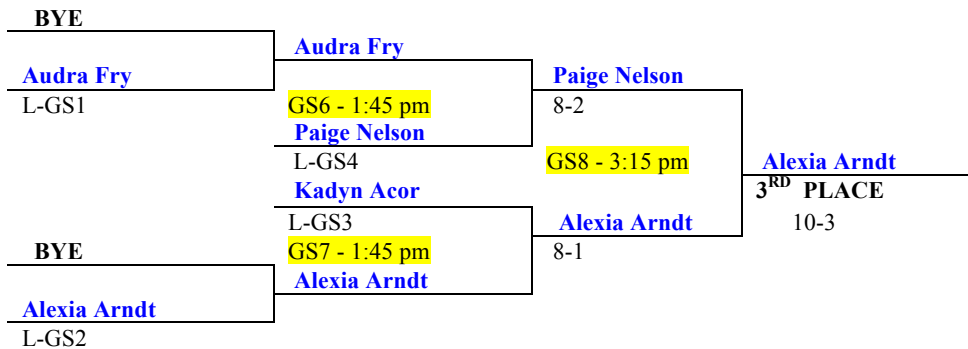 BYE
Audra Fry
Audra Fry
Paige Nelson
L-GS1
GS6 - 1:45 pm
8-2
Paige Nelson
L-GS4
GS8 - 3:15 pm
Alexia Arndt
Kadyn Acor
3RD PLACE
L-GS3
Alexia Arndt
10-3
BYE
GS7 - 1:45 pm
8-1
Alexia Arndt
Alexia Arndt
L-GS2